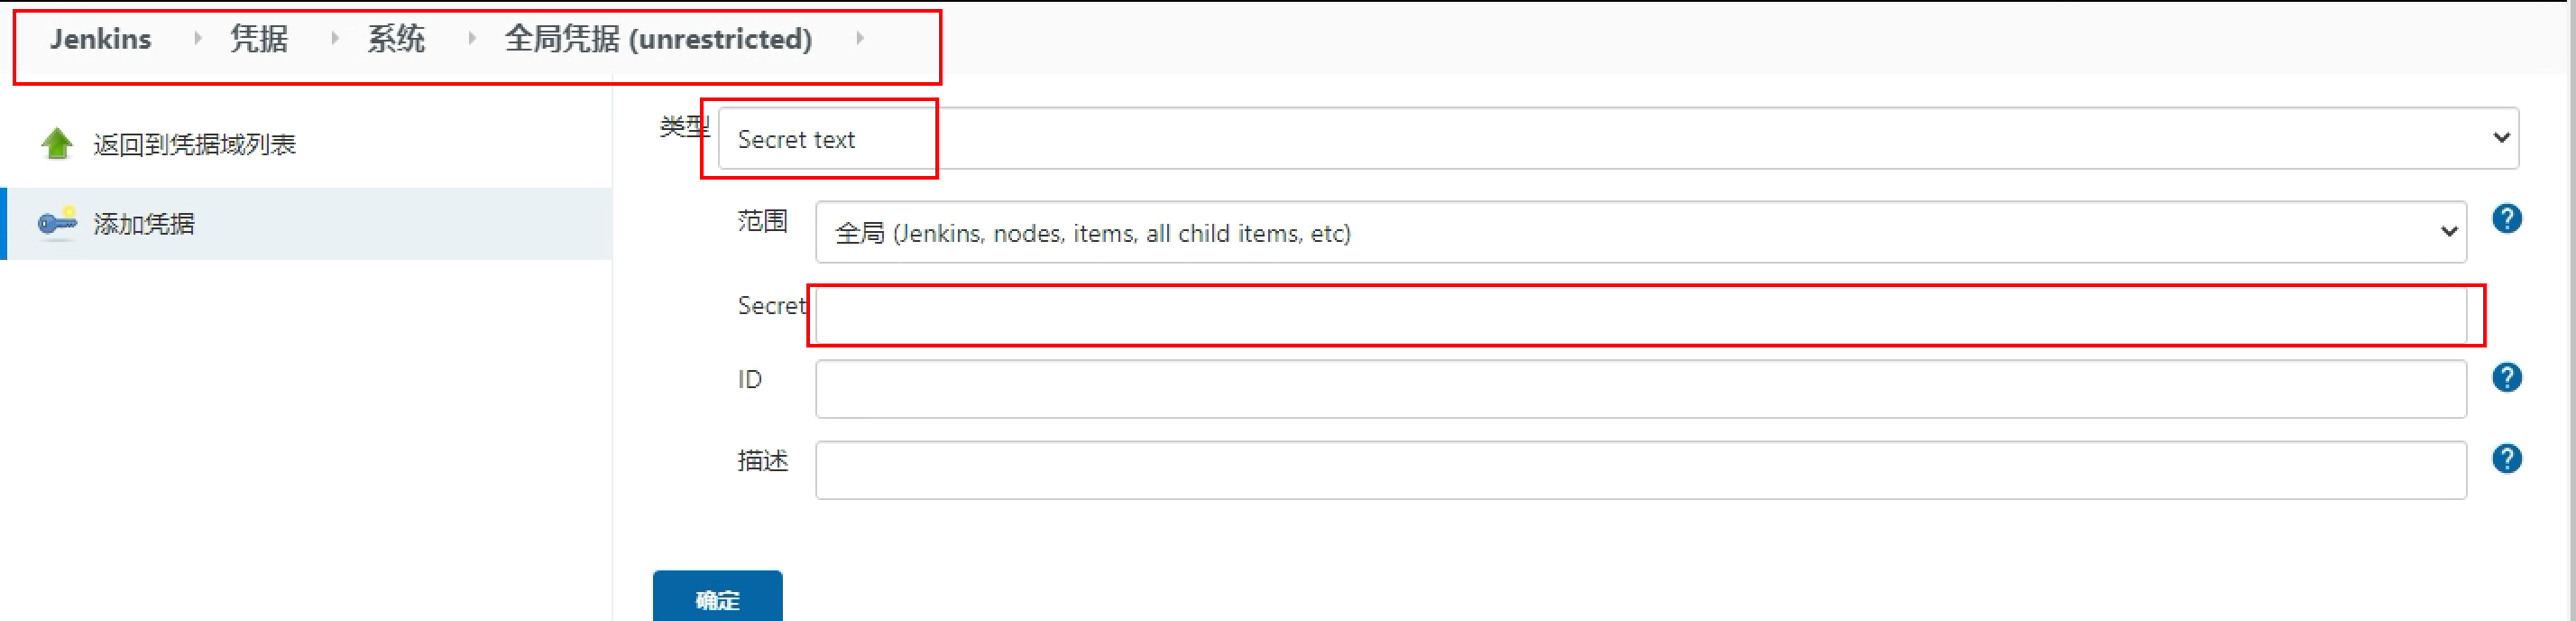 Jenkins 凭据 系统 全局凭据 (unrestricted)
返回到凭据域列表
添加凭据
类型 Secret text
范围 全局 (Jenkins, nodes, items, all child items, etc)
Secret
ID
描述
确定